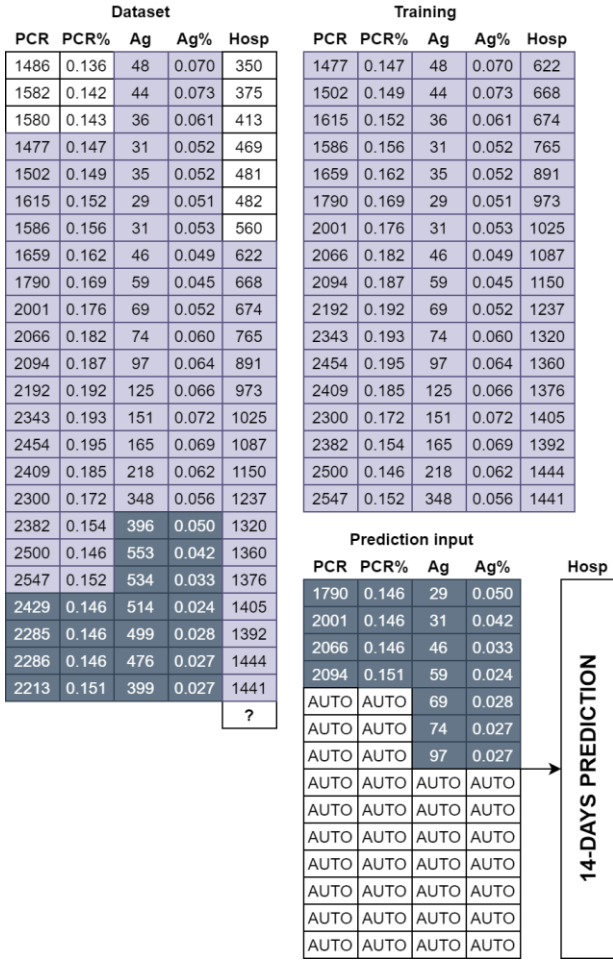 Dataset
PCR PCR% Ag Ag% Hosp
1486 0.136 48 0.070 350
1582 0.142 44 0.073 375
1580 0.143 36 0.061 413
1477 0.147 31 0.052 469
1502 0.149 35 0.052 481
1615 0.152 29 0.051 482
1586 0.156 31 0.053 560
1659 0.162 46 0.049 622
1790 0.169 59 0.045 668
2001 0.176 69 0.052 674
2066 0.182 74 0.060 765
2094 0.187 97 0.064 891
2192 0.192 125 0.066 973
2343 0.193 151 0.072 1025
2454 0.195 165 0.069 1087
2409 0.185 218 0.062 1150
2300 0.172 348 0.056 1237
2382 0.154 396 0.050 1320
2500 0.146 553 0.042 1360
2547 0.152 534 0.033 1376
2429 0.146 514 0.024 1405
2285 0.146 499 0.028 1392
2286 0.146 476 0.027 1444
2213 0.151 399 0.027 1441
?
Training
PCR PCR% Ag Ag% Hosp
1477 0.147 48 0.070 622
1502 0.149 44 0.073 668
1615 0.152 36 0.061 674
1586 0.156 31 0.052 765
1659 0.162 35 0.052 891
1790 0.169 29 0.051 973
2001 0.176 31 0.053 1025
2066 0.182 46 0.049 1087
2094 0.187 59 0.045 1150
2192 0.192 69 0.052 1237
2343 0.193 74 0.060 1320
2454 0.195 97 0.064 1360
2409 0.185 125 0.066 1376
2300 0.172 151 0.072 1405
2382 0.154 165 0.069 1392
2500 0.146 218 0.062 1444
2547 0.152 348 0.056 1441
Prediction input
PCR PCR% Ag Ag% Hosp
1790 0.146 29 0.050
2001 0.146 31 0.042
2066 0.146 46 0.033
2094 0.151 59 0.024
AUTO AUTO 69 0.028
AUTO AUTO 74 0.027
AUTO AUTO 97 0.027
AUTO AUTO AUTO AUTO
AUTO AUTO AUTO AUTO
AUTO AUTO AUTO AUTO
AUTO AUTO AUTO AUTO
AUTO AUTO AUTO AUTO
AUTO AUTO AUTO AUTO
AUTO AUTO AUTO AUTO
14-DAYS PREDICTION